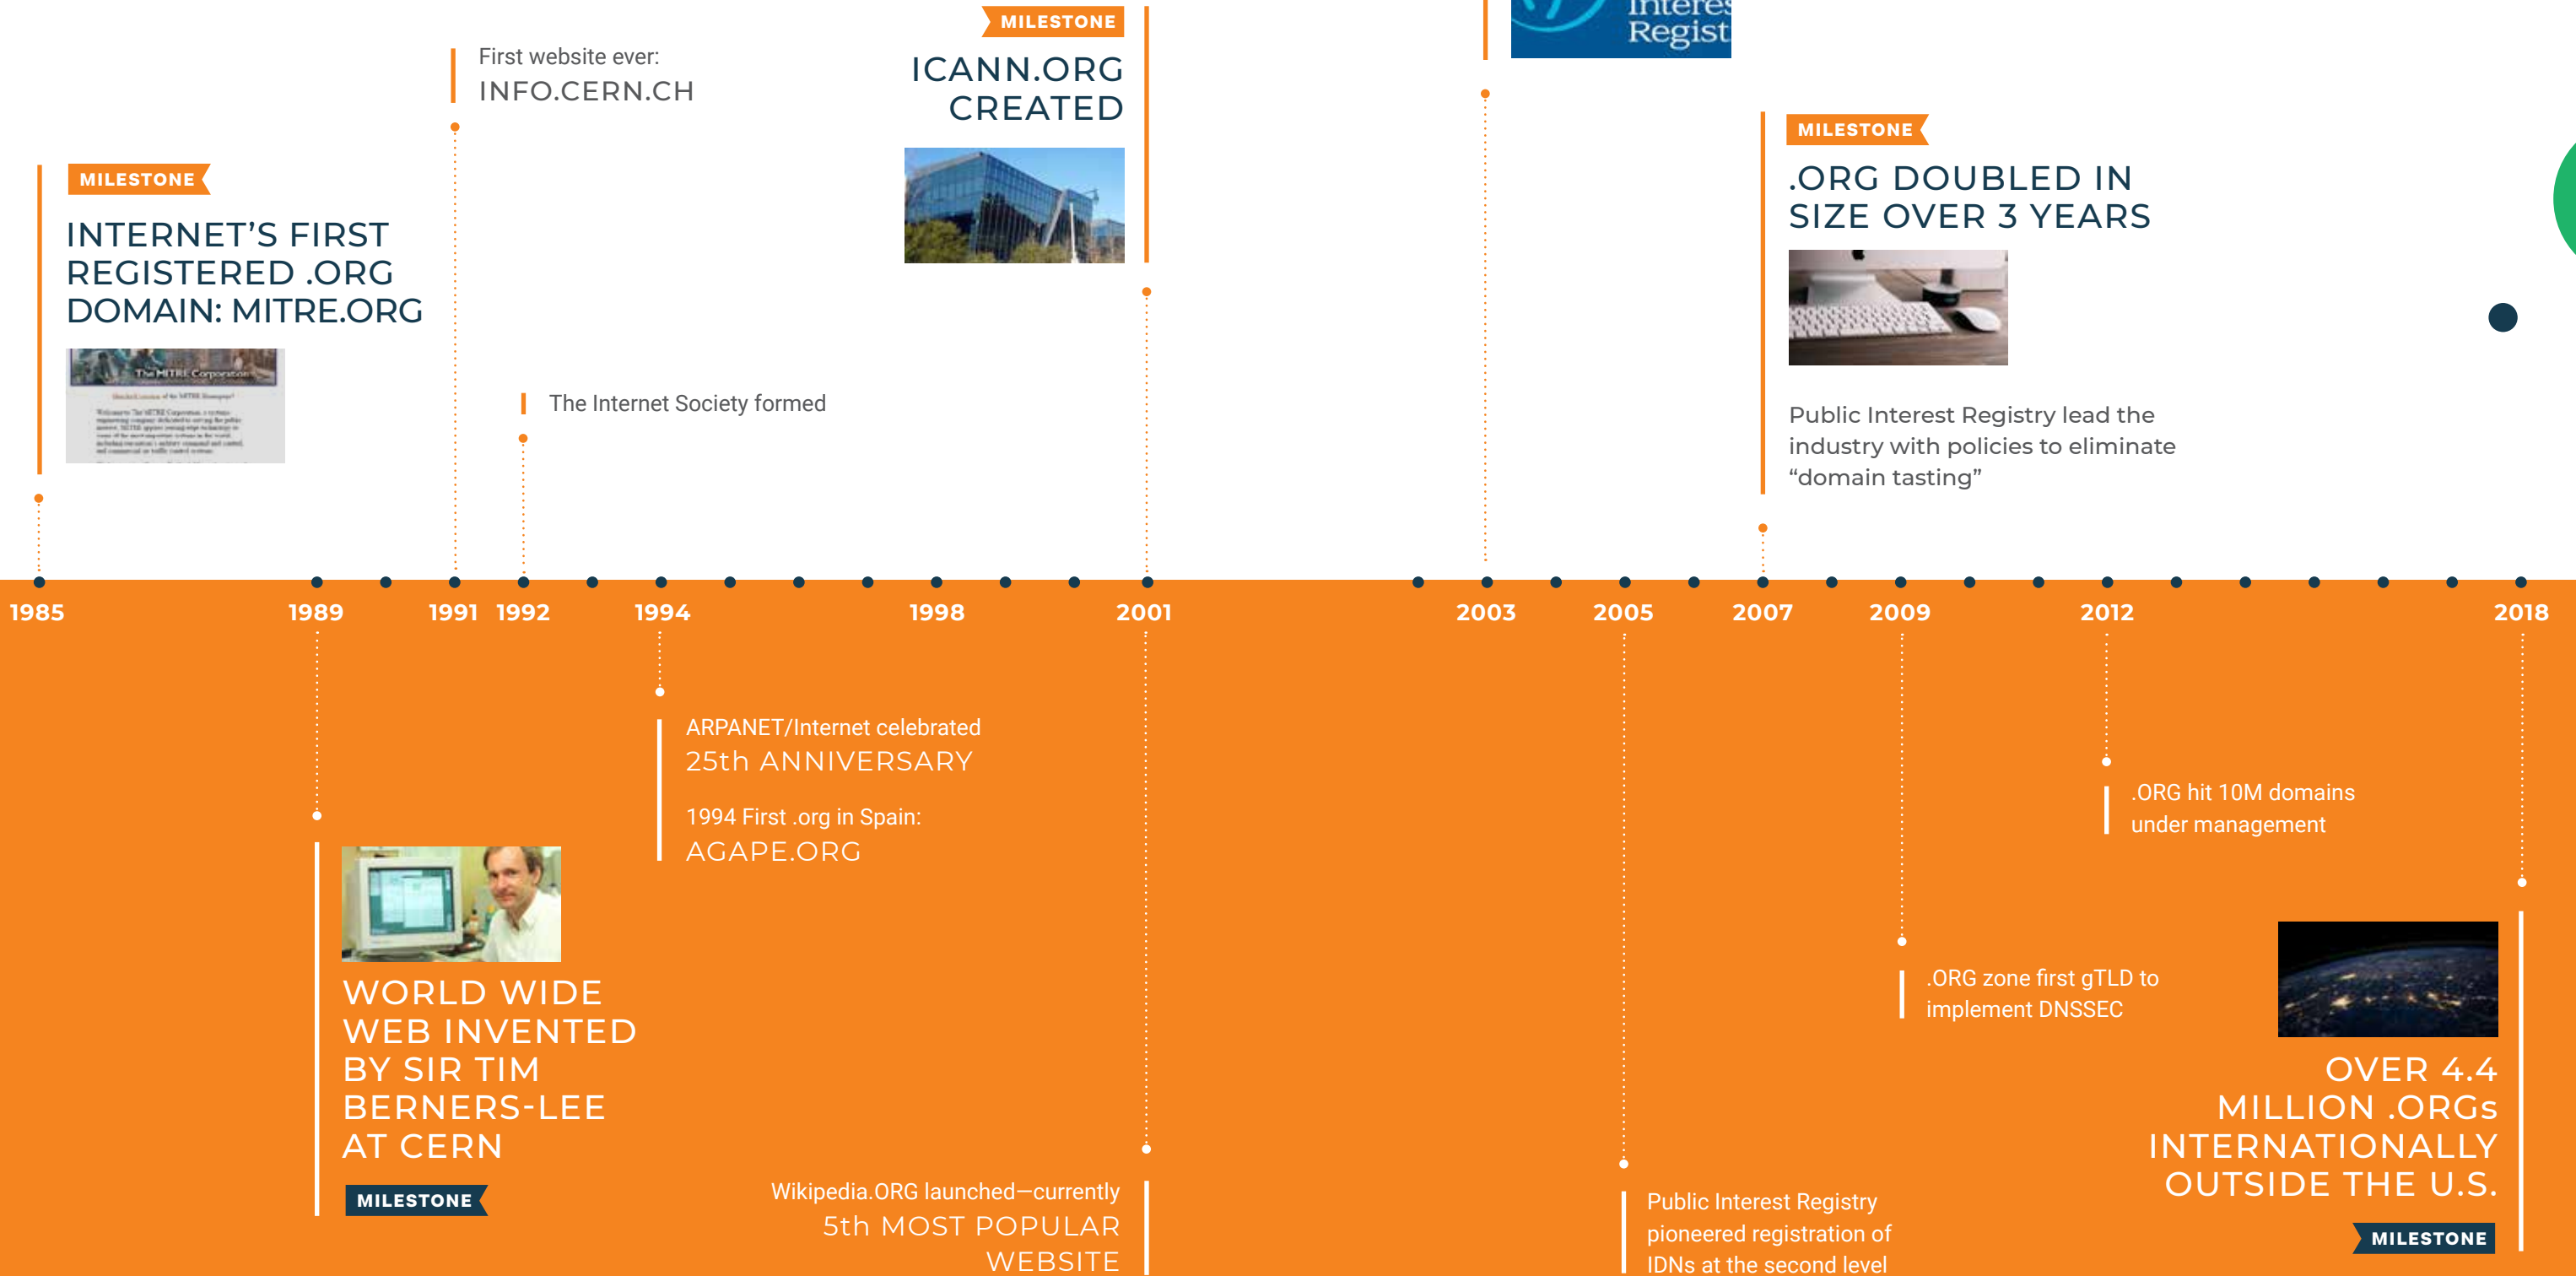 MILESTONE
INTERNET’S FIRST
REGISTERED .ORG
DOMAIN: MITRE.ORG
The MITRE Corporation
First website ever:
INFO.CERN.CH
The Internet Society formed
MILESTONE
ICANN.ORG
CREATED
Regist
MILESTONE
.ORG DOUBLED IN
SIZE OVER 3 YEARS
Public Interest Registry lead the
industry with policies to eliminate
“domain tasting”
1985
1989
1991
1992
1994
1998
2001
2003
2005
2007
2009
2012
2018
WORLD WIDE
WEB INVENTED
BY SIR TIM
BERNERS-LEE
AT CERN
MILESTONE
ARPANET/Internet celebrated
25th ANNIVERSARY
1994 First .org in Spain:
AGAPE.ORG
Wikipedia.ORG launched—currently
5th MOST POPULAR
WEBSITE
Public Interest Registry
pioneered registration of
IDNs at the second level
.ORG zone first gTLD to
implement DNSSEC
.ORG hit 10M domains
under management
OVER 4.4
MILLION .ORGs
INTERNATIONALLY
OUTSIDE THE U.S.
MILESTONE